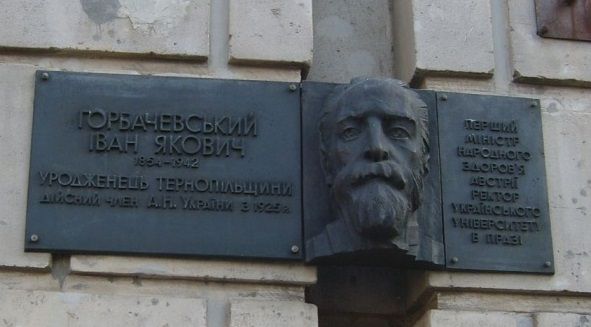 ГОРБАЧЕВСЬКИЙ
ІВАН ЯКОВИЧ
1854-1942
УРОДЖЕНЕЦЬ ТЕРНОПІЛЬЩИНИ
ДІЙСНИЙ ЧЛЕН А.Н. УКРАЇНИ З 1925 р.
ПЕРШИЙ
МІНІСТР
НАРОДНОГО
ЗДОРОВ'Я
АВСТРІЇ
РЕКТОР
УКРАЇНСЬКОГО
УНІВЕРСИТЕТУ
В ПРАЗІ